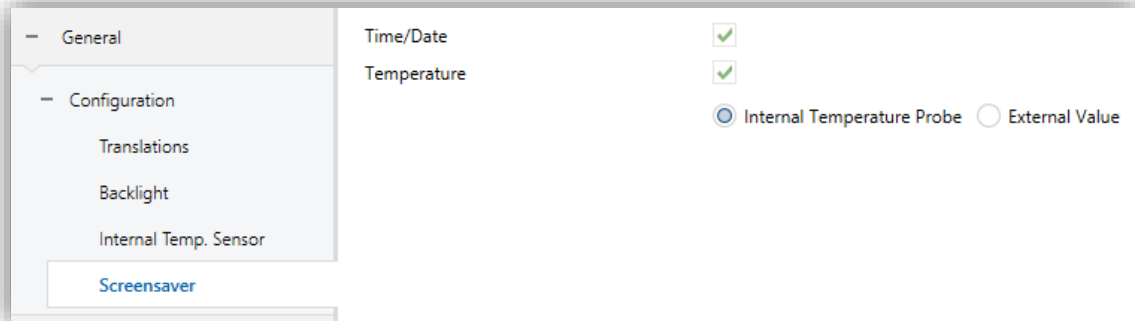 General
Configuration
Translations
Backlight
Internal Temp. Sensor
Screensaver
Time/Date
Temperature
Internal Temperature Probe External Value